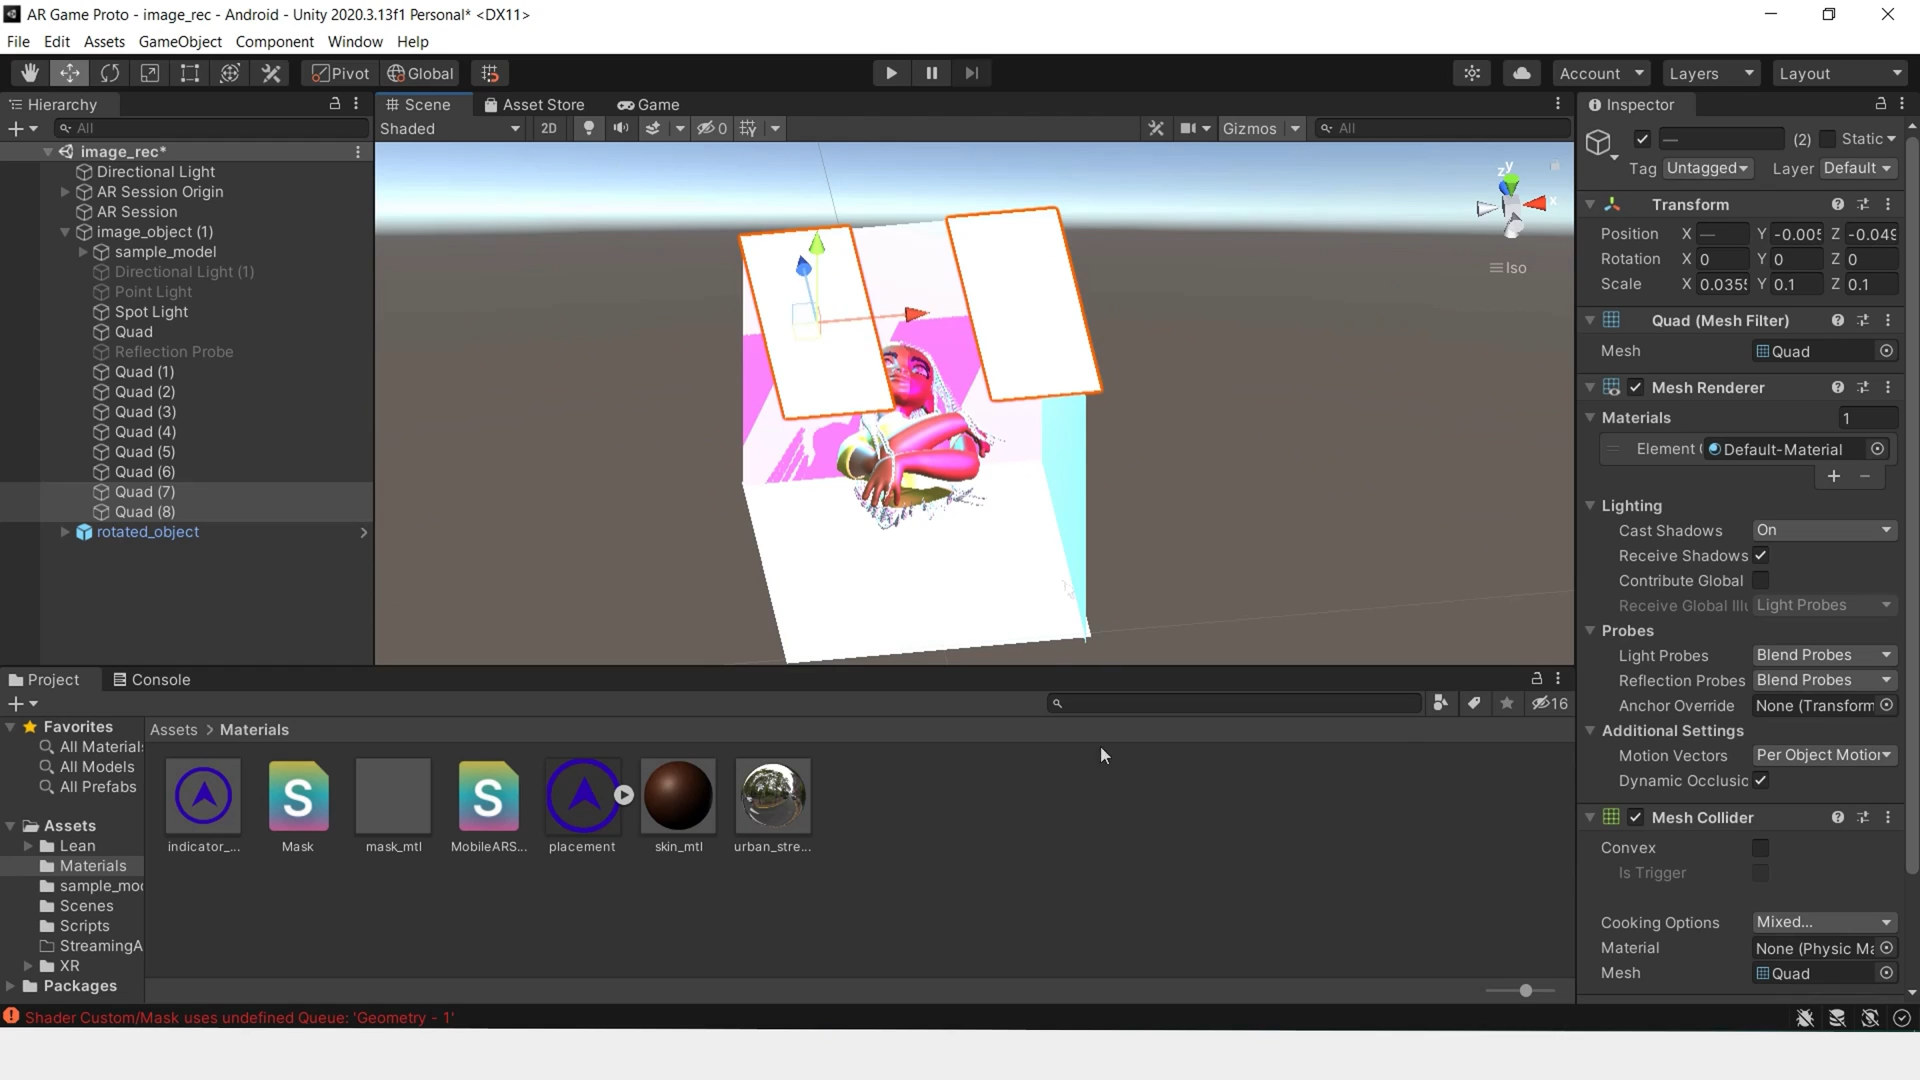 AR Game Proto - image_rec - Android - Unity 2020.3.13f1 Personal* <DX11>
File Edit Assets GameObject Component Window Help
Pivot Global Account Layers Layout
Hierarchy
All
image_rec*
Directional Light
AR Session Origin
AR Session
image_object (1)
sample_model
Directional Light (1)
Point Light
Spot Light
Quad
Reflection Probe
Quad (1)
Quad (2)
Quad (3)
Quad (4)
Quad (5)
Quad (6)
Quad (7)
Quad (8)
rotated_object
Scene Asset Store Game
Shaded 2D 0 Gizmos All
y
z
x
Iso
Inspector
— (2) Static
Tag Untagged Layer Default
Transform
Position X — Y -0.005 Z -0.049
Rotation X 0 Y 0 Z 0
Scale X 0.0355 Y 0.1 Z 0.1
Quad (Mesh Filter)
Mesh Quad
Mesh Renderer
Materials 1
Element Default-Material
Lighting
Cast Shadows On
Receive Shadows
Contribute Global
Receive Global Illu Light Probes
Probes
Light Probes Blend Probes
Reflection Probes Blend Probes
Anchor Override None (Transform
Additional Settings
Motion Vectors Per Object Motion
Dynamic Occlusic
Mesh Collider
Convex
Is Trigger
Cooking Options Mixed...
Material None (Physic Ma
Mesh Quad
Project Console
16
Favorites
All Materials
All Models
All Prefabs
Assets
Lean
Materials
sample_mod
Scenes
Scripts
StreamingA
XR
Packages
Assets > Materials
S S
indicator_... Mask mask_mtl MobileARS... placement skin_mtl urban_stre...
Shader Custom/Mask uses undefined Queue: 'Geometry - 1'